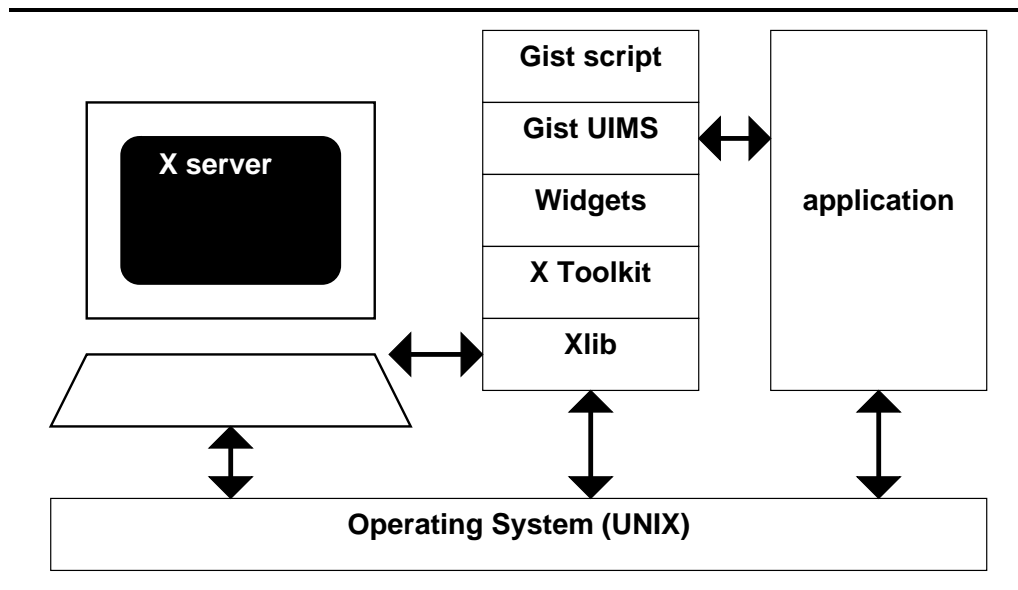 Gist script
Gist UIMS
X server
Widgets
application
X Toolkit
Xlib
Operating System (UNIX)